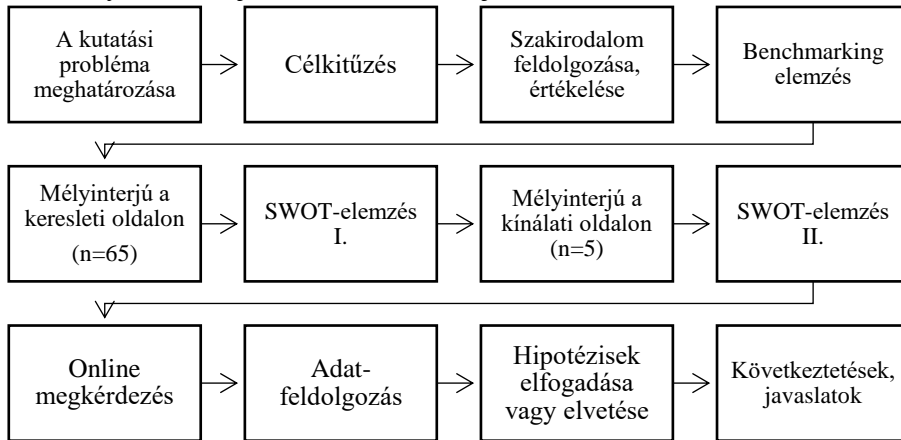 A kutatási
probléma
meghatározása
Célkitűzés
Szakirodalom
feldolgozása,
értékelése
Benchmarking
elemzés
Mélyinterjú a
keresleti oldalon
(n=65)
SWOT-elemzés
I.
Mélyinterjú a
kínálati oldalon
(n=5)
SWOT-elemzés
II.
Online
megkérdezés
Adat-
feldolgozás
Hipotézisek
elfogadása
vagy elvetése
Következtetések,
javaslatok